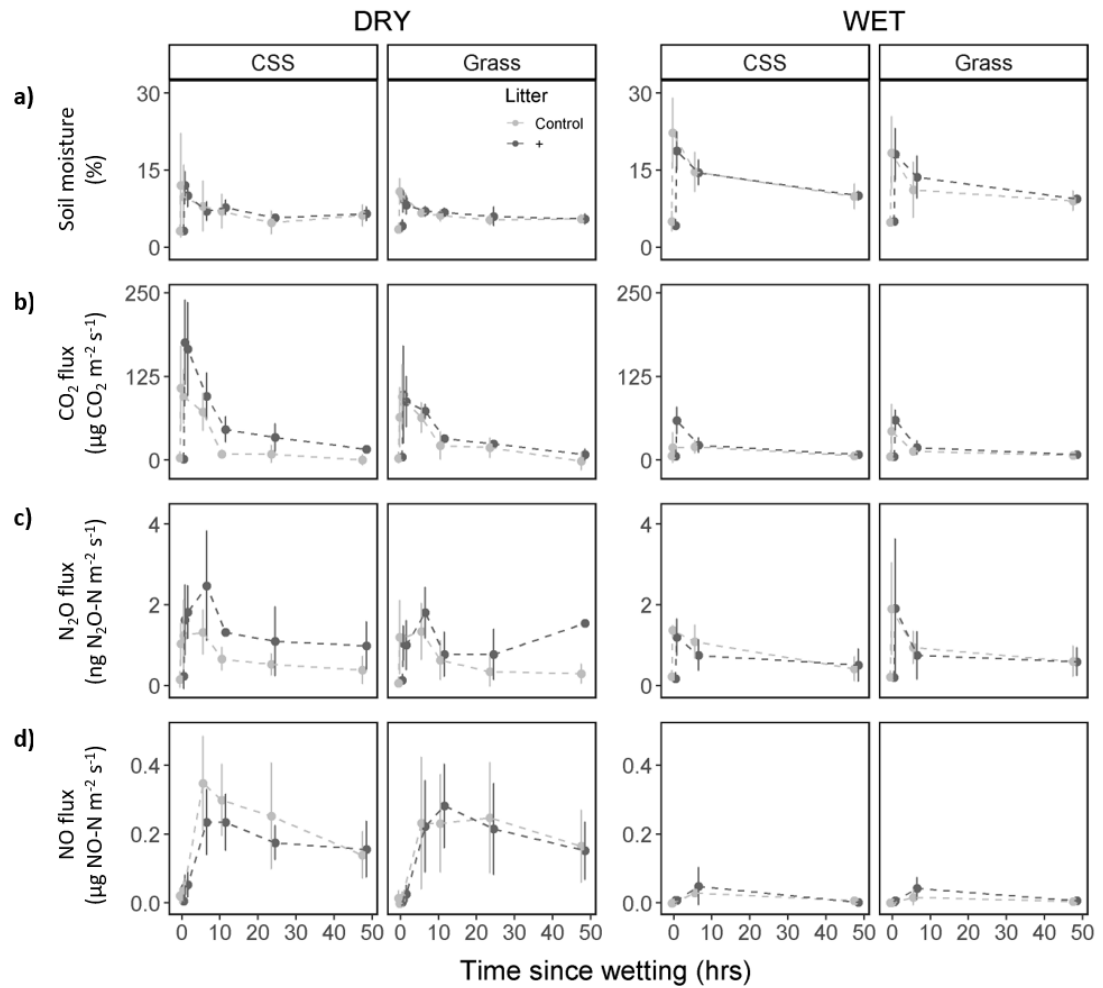 DRY WET
CSS Grass CSS Grass
a)
Soil moisture
(%)
30
15
0
Litter
Control
+
30
15
0
b)
CO₂ flux
(µg CO₂ m⁻² s⁻¹)
250
125
0
250
125
0
c)
N₂O flux
(ng N₂O-N m⁻² s⁻¹)
4
2
0
4
2
0
d)
NO flux
(µg NO-N m⁻² s⁻¹)
0.4
0.2
0.0
0.4
0.2
0.0
0 10 20 30 40 50 0 10 20 30 40 50 0 10 20 30 40 50 0 10 20 30 40 50
Time since wetting (hrs)